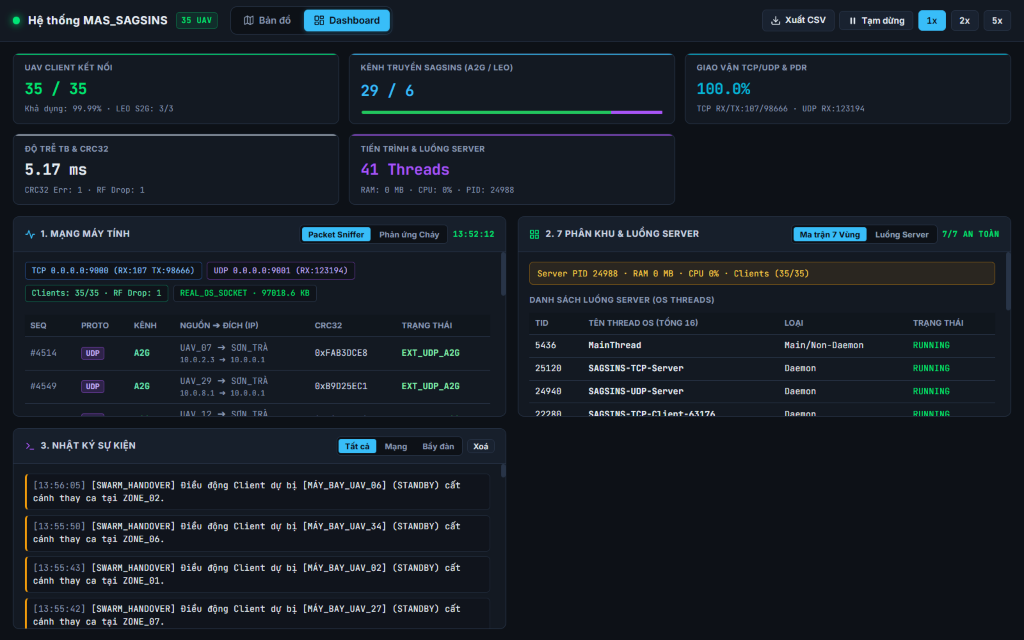 Hệ thống MAS_SAGSINS 35 UAV Bản đồ Dashboard Xuất CSV Tạm dừng 1x 2x 5x
UAV CLIENT KẾT NỐI
35 / 35
Khả dụng: 99.99% · LEO S2G: 3/3
KÊNH TRUYỀN SAGSINS (A2G / LEO)
29 / 6
GIAO VẬN TCP/UDP & PDR
100.0%
TCP RX/TX:107/98666 · UDP RX:123194
ĐỘ TRỄ TB & CRC32
5.17 ms
CRC32 Err: 1 · RF Drop: 1
TIẾN TRÌNH & LUỒNG SERVER
41 Threads
RAM: 0 MB · CPU: 0% · PID: 24988
1. MẠNG MÁY TÍNH Packet Sniffer Phản ứng Cháy 13:52:12
TCP 0.0.0.0:9000 (RX:107 TX:98666) UDP 0.0.0.0:9001 (RX:123194)
Clients: 35/35 · RF Drop: 1 REAL_OS_SOCKET · 97018.6 KB
SEQ PROTO KÊNH NGUỒN ➔ ĐÍCH (IP) CRC32 TRẠNG THÁI
#4514 UDP A2G UAV_07 ➔ SƠN_TRÀ 0xFAB3DCE8 EXT_UDP_A2G
10.0.2.3 ➔ 10.0.0.1
#4549 UDP A2G UAV_29 ➔ SƠN_TRÀ 0xB9D25EC1 EXT_UDP_A2G
10.0.8.1 ➔ 10.0.0.1
UAV_12 ➔ SƠN_TRÀ
2. 7 PHÂN KHU & LUỒNG SERVER Ma trận 7 Vùng Luồng Server 7/7 AN TOÀN
Server PID 24988 · RAM 0 MB · CPU 0% · Clients (35/35)
DANH SÁCH LUỒNG SERVER (OS THREADS)
TID TÊN THREAD OS (TỔNG 16) LOẠI TRẠNG THÁI
5436 MainThread Main/Non-Daemon RUNNING
25120 SAGSINS-TCP-Server Daemon RUNNING
24940 SAGSINS-UDP-Server Daemon RUNNING
22280 SAGSINS-TCP-Client-63176 Daemon RUNNING
3. NHẬT KÝ SỰ KIỆN Tất cả Mạng Bầy đàn Xoá
[13:56:05] [SWARM_HANDOVER] Điều động Client dự bị [MÁY_BAY_UAV_06] (STANDBY) cất
cánh thay ca tại ZONE_02.
[13:55:50] [SWARM_HANDOVER] Điều động Client dự bị [MÁY_BAY_UAV_34] (STANDBY) cất
cánh thay ca tại ZONE_06.
[13:55:43] [SWARM_HANDOVER] Điều động Client dự bị [MÁY_BAY_UAV_02] (STANDBY) cất
cánh thay ca tại ZONE_01.
[13:55:42] [SWARM_HANDOVER] Điều động Client dự bị [MÁY_BAY_UAV_27] (STANDBY) cất
cánh thay ca tại ZONE_07.